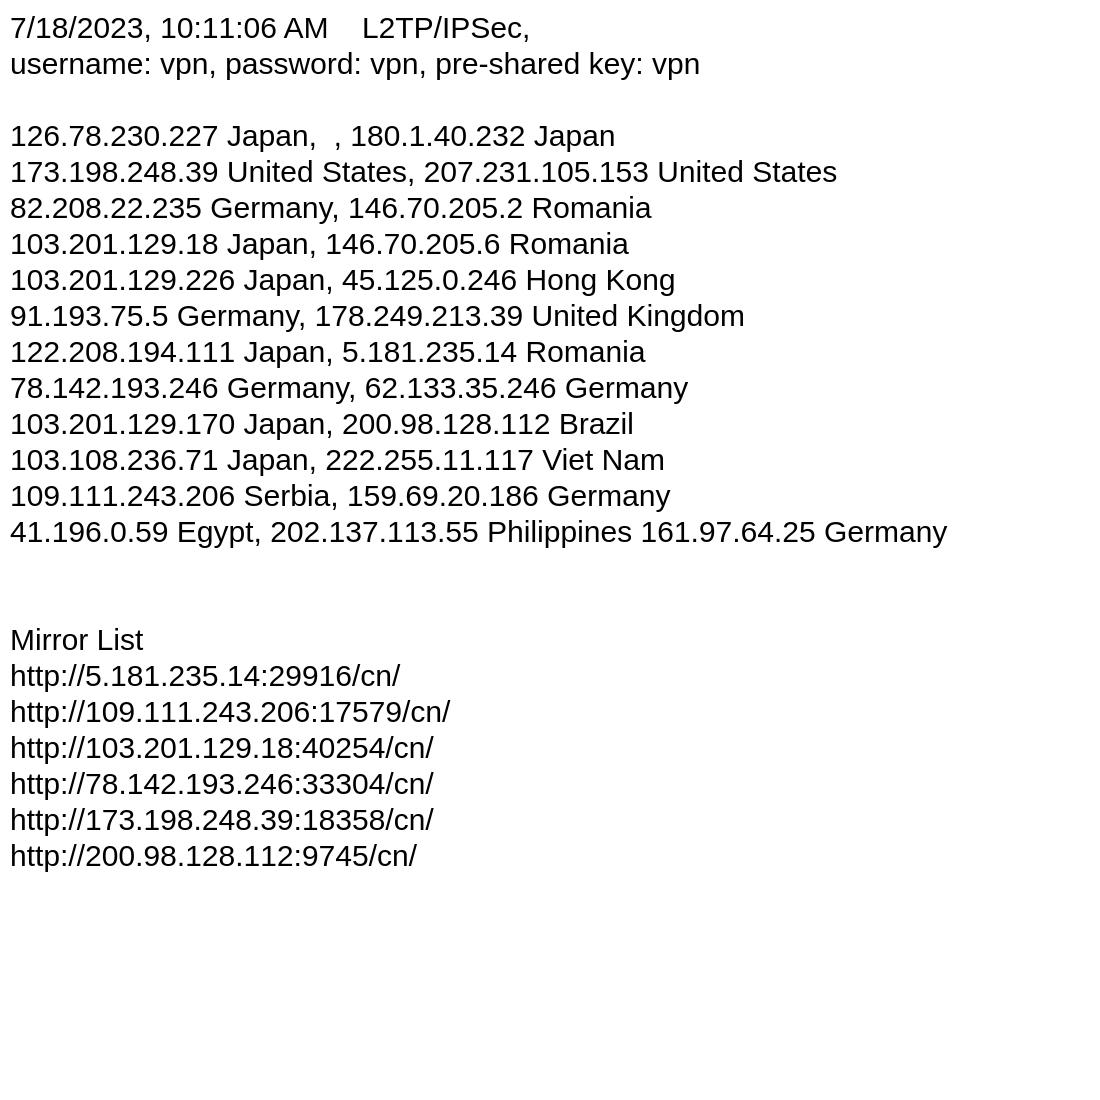 7/18/2023, 10:11:06 AM    L2TP/IPSec,
username: vpn, password: vpn, pre-shared key: vpn
126.78.230.227 Japan,  , 180.1.40.232 Japan
173.198.248.39 United States, 207.231.105.153 United States
82.208.22.235 Germany, 146.70.205.2 Romania
103.201.129.18 Japan, 146.70.205.6 Romania
103.201.129.226 Japan, 45.125.0.246 Hong Kong
91.193.75.5 Germany, 178.249.213.39 United Kingdom
122.208.194.111 Japan, 5.181.235.14 Romania
78.142.193.246 Germany, 62.133.35.246 Germany
103.201.129.170 Japan, 200.98.128.112 Brazil
103.108.236.71 Japan, 222.255.11.117 Viet Nam
109.111.243.206 Serbia, 159.69.20.186 Germany
41.196.0.59 Egypt, 202.137.113.55 Philippines 161.97.64.25 Germany
Mirror List
http://5.181.235.14:29916/cn/
http://109.111.243.206:17579/cn/
http://103.201.129.18:40254/cn/
http://78.142.193.246:33304/cn/
http://173.198.248.39:18358/cn/
http://200.98.128.112:9745/cn/